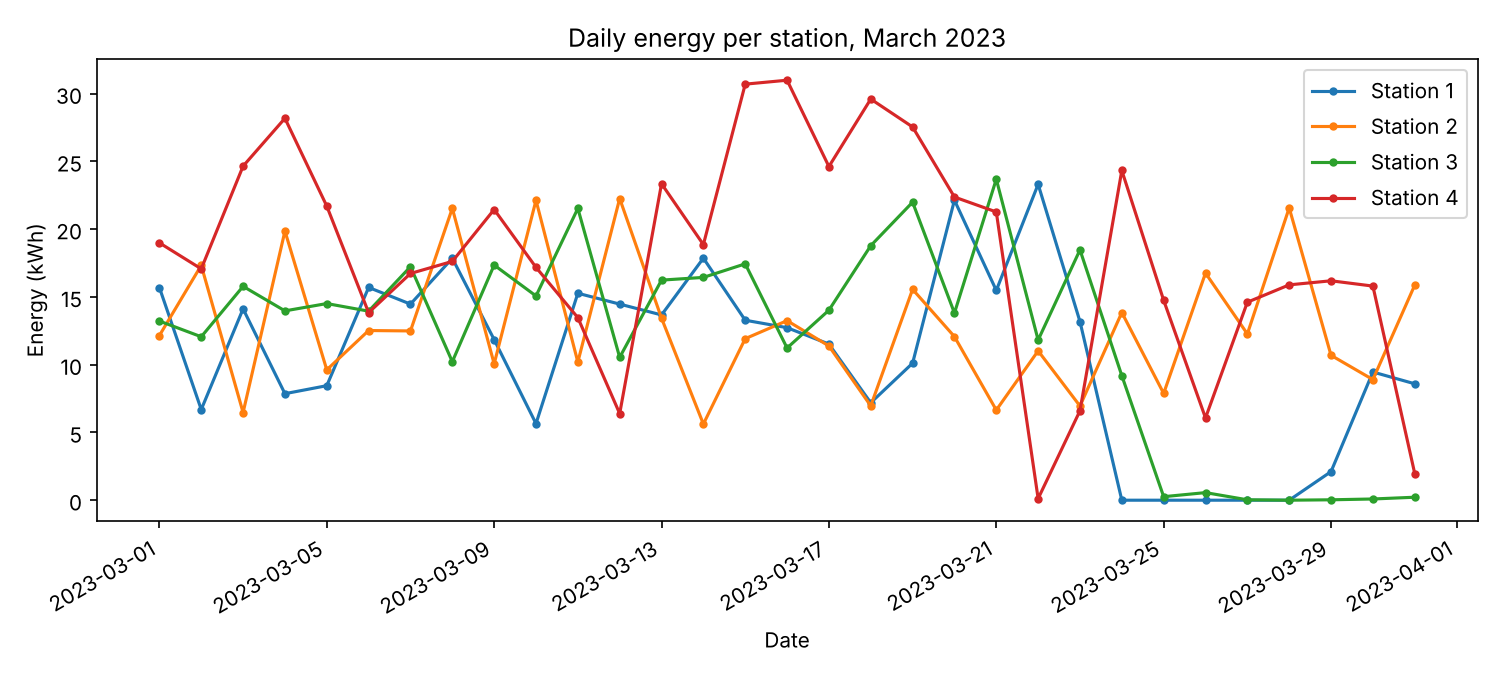 Daily energy per station, March 2023
Station 1
Station 2
Station 3
Station 4
Energy (kWh)
30
25
20
15
10
5
0
2023-03-01
2023-03-05
2023-03-09
2023-03-13
2023-03-17
2023-03-21
2023-03-25
2023-03-29
2023-04-01
Date